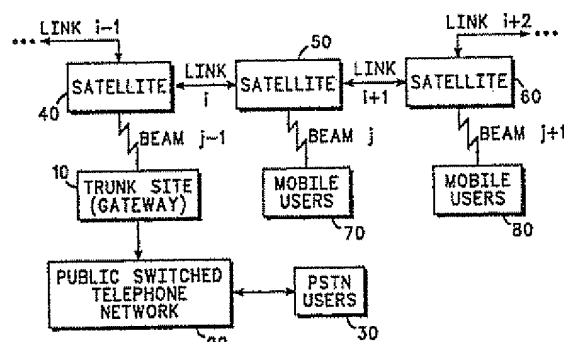 LINK i-1
LINK i+2
50
SATELLITE
LINK
i
SATELLITE
LINK
i+1
SATELLITE
40
60
BEAM j-1
BEAM j
BEAM j+1
10
TRUNK SITE
(GATEWAY)
MOBILE
USERS
MOBILE
USERS
70
80
PUBLIC SWITCHED
TELEPHONE
NETWORK
PSTN
USERS
30